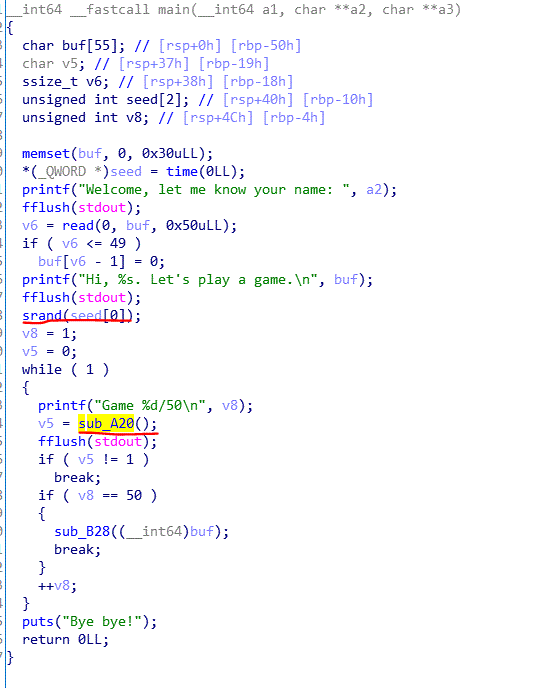 __int64 __fastcall main(__int64 a1, char **a2, char **a3)
{
char buf[55]; // [rsp+0h] [rbp-50h]
char v5; // [rsp+37h] [rbp-19h]
ssize_t v6; // [rsp+38h] [rbp-18h]
unsigned int seed[2]; // [rsp+40h] [rbp-10h]
unsigned int v8; // [rsp+4Ch] [rbp-4h]
memset(buf, 0, 0x30uLL);
*(_QWORD *)seed = time(0LL);
printf("Welcome, let me know your name: ", a2);
fflush(stdout);
v6 = read(0, buf, 0x50uLL);
if ( v6 <= 49 )
buf[v6 - 1] = 0;
printf("Hi, %s. Let's play a game.\n", buf);
fflush(stdout);
srand(seed[0]);
v8 = 1;
v5 = 0;
while ( 1 )
{
printf("Game %d/50\n", v8);
v5 = sub_A20();
fflush(stdout);
if ( v5 != 1 )
break;
if ( v8 == 50 )
{
sub_B28((__int64)buf);
break;
}
++v8;
}
puts("Bye bye!");
return 0LL;
}